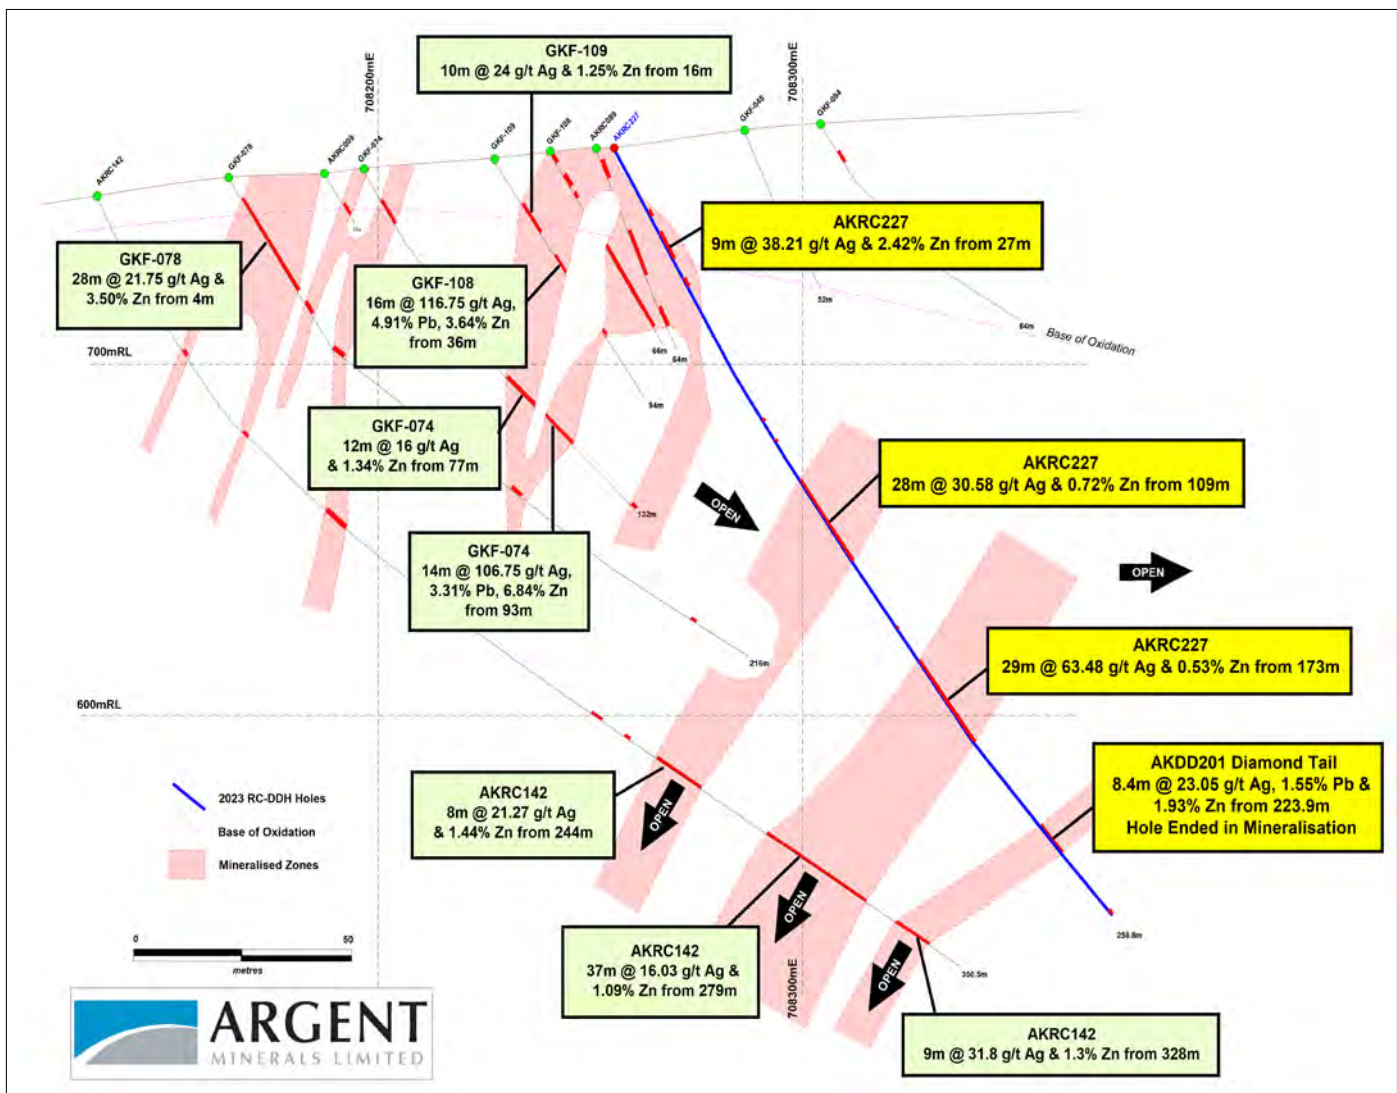 GKF-109
10m @ 24 g/t Ag & 1.25% Zn from 16m
708200mE
708300mE
AKRC142
GKF-078
AKRC009
GKF-074
GKF-109
GKF-108
AKRC089
AKRC227
GKF-048
GKF-094
AKRC227
9m @ 38.21 g/t Ag & 2.42% Zn from 27m
GKF-078
28m @ 21.75 g/t Ag &
3.50% Zn from 4m
GKF-108
16m @ 116.75 g/t Ag,
4.91% Pb, 3.64% Zn
from 36m
52m
64m
Base of Oxidation
700mRL
66m
64m
94m
GKF-074
12m @ 16 g/t Ag
& 1.34% Zn from 77m
AKRC227
28m @ 30.58 g/t Ag & 0.72% Zn from 109m
OPEN
132m
GKF-074
14m @ 106.75 g/t Ag,
3.31% Pb, 6.84% Zn
from 93m
OPEN
AKRC227
29m @ 63.48 g/t Ag & 0.53% Zn from 173m
216m
600mRL
AKDD201 Diamond Tail
8.4m @ 23.05 g/t Ag, 1.55% Pb &
1.93% Zn from 223.9m
Hole Ended in Mineralisation
2023 RC-DDH Holes
Base of Oxidation
Mineralised Zones
AKRC142
8m @ 21.27 g/t Ag
& 1.44% Zn from 244m
OPEN
OPEN
OPEN
0
50
metres
AKRC142
37m @ 16.03 g/t Ag &
1.09% Zn from 279m
708300mE
350.5m
AKRC142
9m @ 31.8 g/t Ag & 1.3% Zn from 328m
ARGENT
MINERALS LIMITED